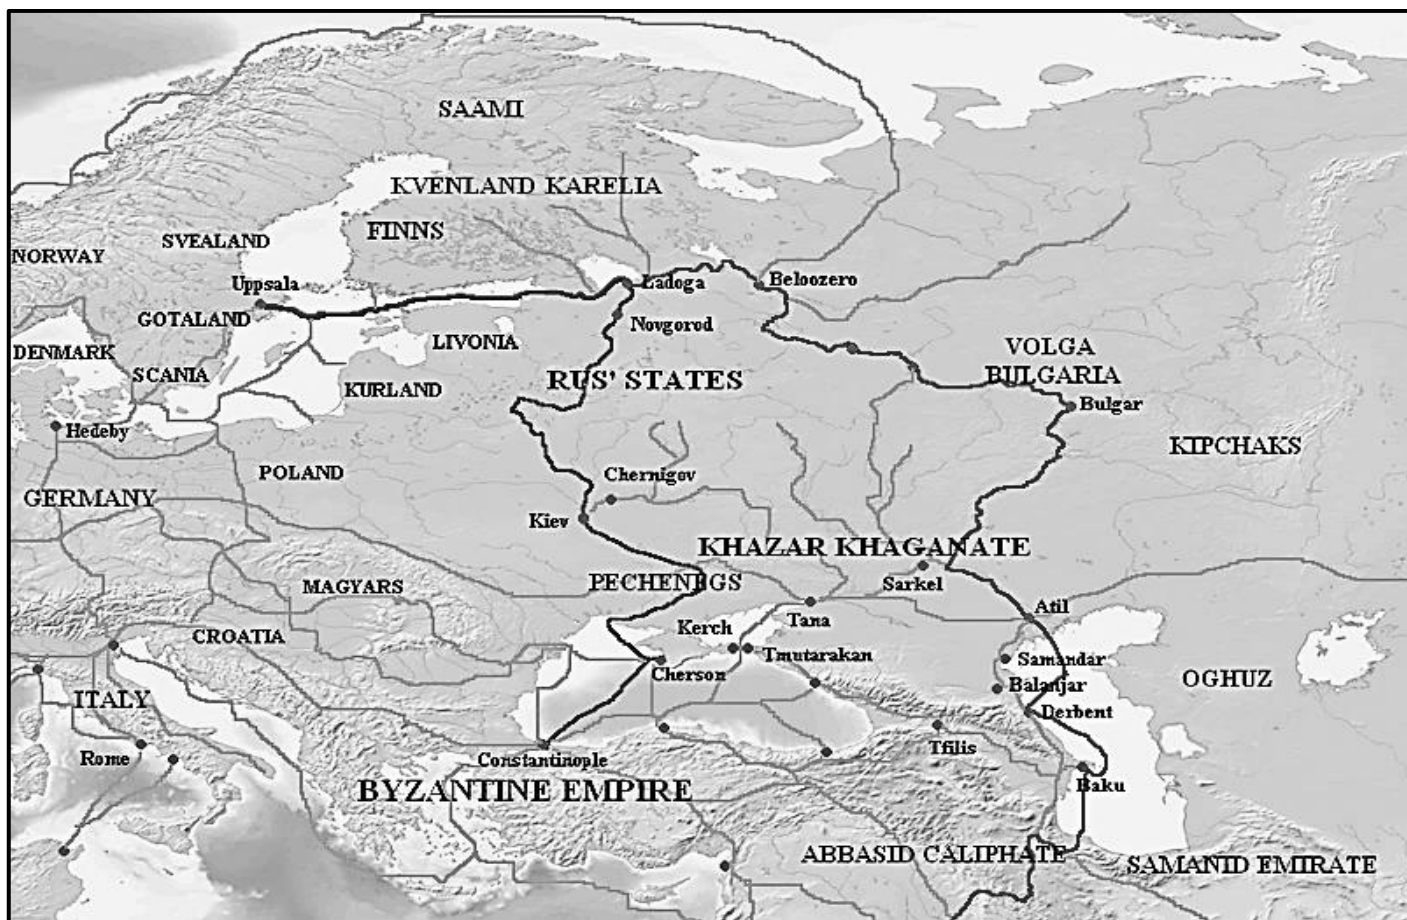 SAAMI
KVENLAND KARELIA
FINNS
SVEALAND
NORWAY
Uppsala
Ladoga
Beloozero
GOTALAND
Novgorod
LIVONIA
DENMARK
VOLGA
BULGARIA
SCANIA
RUS' STATES
KURLAND
Bulgar
Hedeby
KIPCHAKS
POLAND
Chernigov
GERMANY
Kiev
KHAZAR KHAGANATE
PECHENEGS
Sarkel
MAGYARS
Atil
Tana
Kerch
CROATIA
Tmutarakan
Samandar
Cherson
OGHUZ
Balanjar
ITALY
Derbent
Tfilis
Rome
Constantinople
Baku
BYZANTINE EMPIRE
ABBASID CALIPHATE
SAMANID EMIRATE